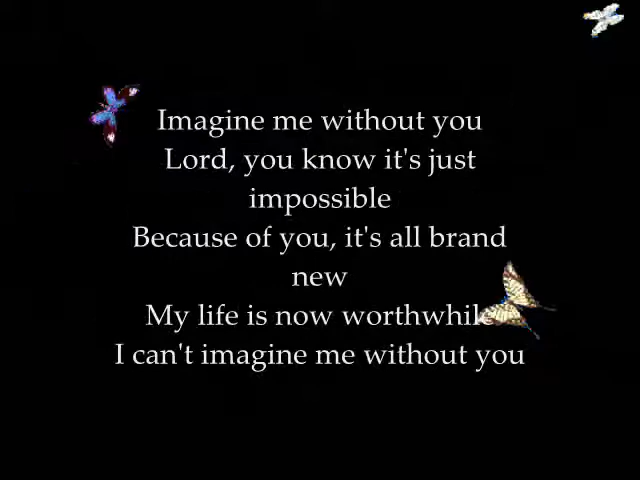 Imagine me without you
Lord, you know it's just
impossible
Because of you, it's all brand
new
My life is now worthwhile
I can't imagine me without you